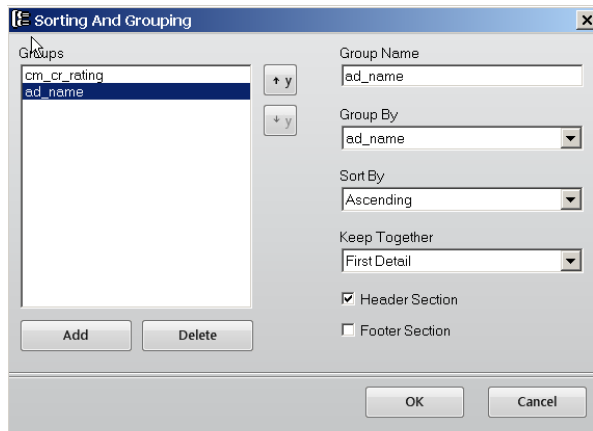 Sorting And Grouping
Groups
cm_cr_rating
ad_name
y
y
Add
Delete
Group Name
ad_name
Group By
ad_name
Sort By
Ascending
Keep Together
First Detail
Header Section
Footer Section
OK
Cancel